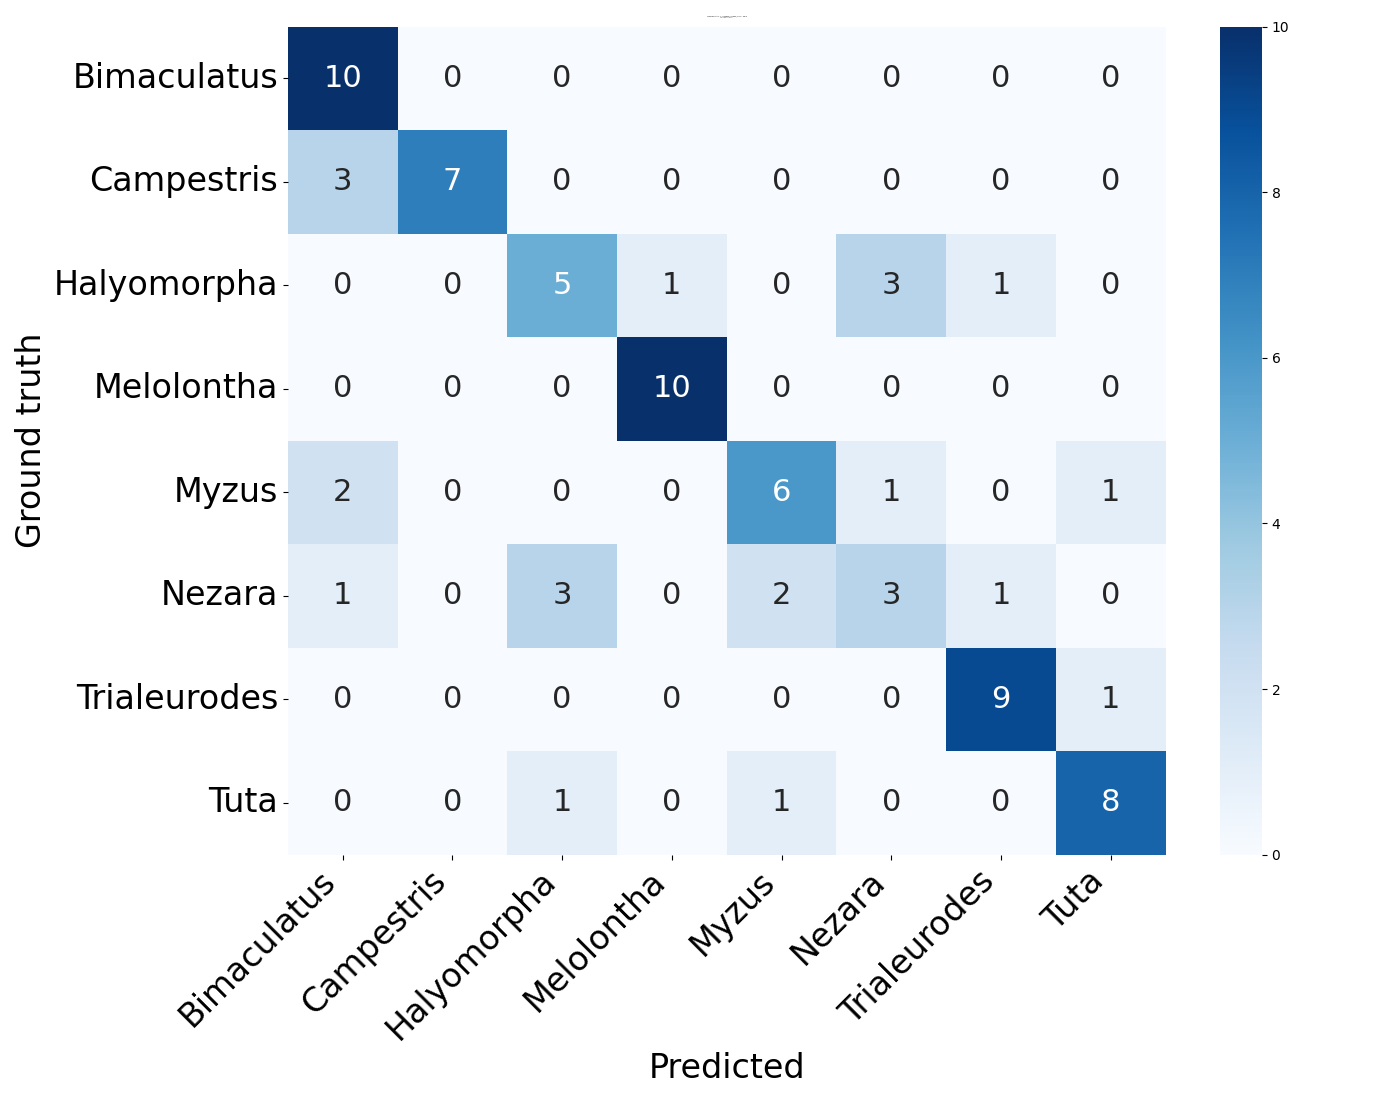 10
Bimaculatus 10 0 0 0 0 0 0 0
Campestris 3 7 0 0 0 0 0 0
8
Halyomorpha 0 0 5 1 0 3 1 0
6
Melolontha 0 0 0 10 0 0 0 0
Ground truth
Myzus 2 0 0 0 6 1 0 1
4
Nezara 1 0 3 0 2 3 1 0
2
Trialeurodes 0 0 0 0 0 0 9 1
Tuta 0 0 1 0 1 0 0 8
0
Bimaculatus
Campestris
Halyomorpha
Melolontha
Myzus
Nezara
Trialeurodes
Tuta
Predicted